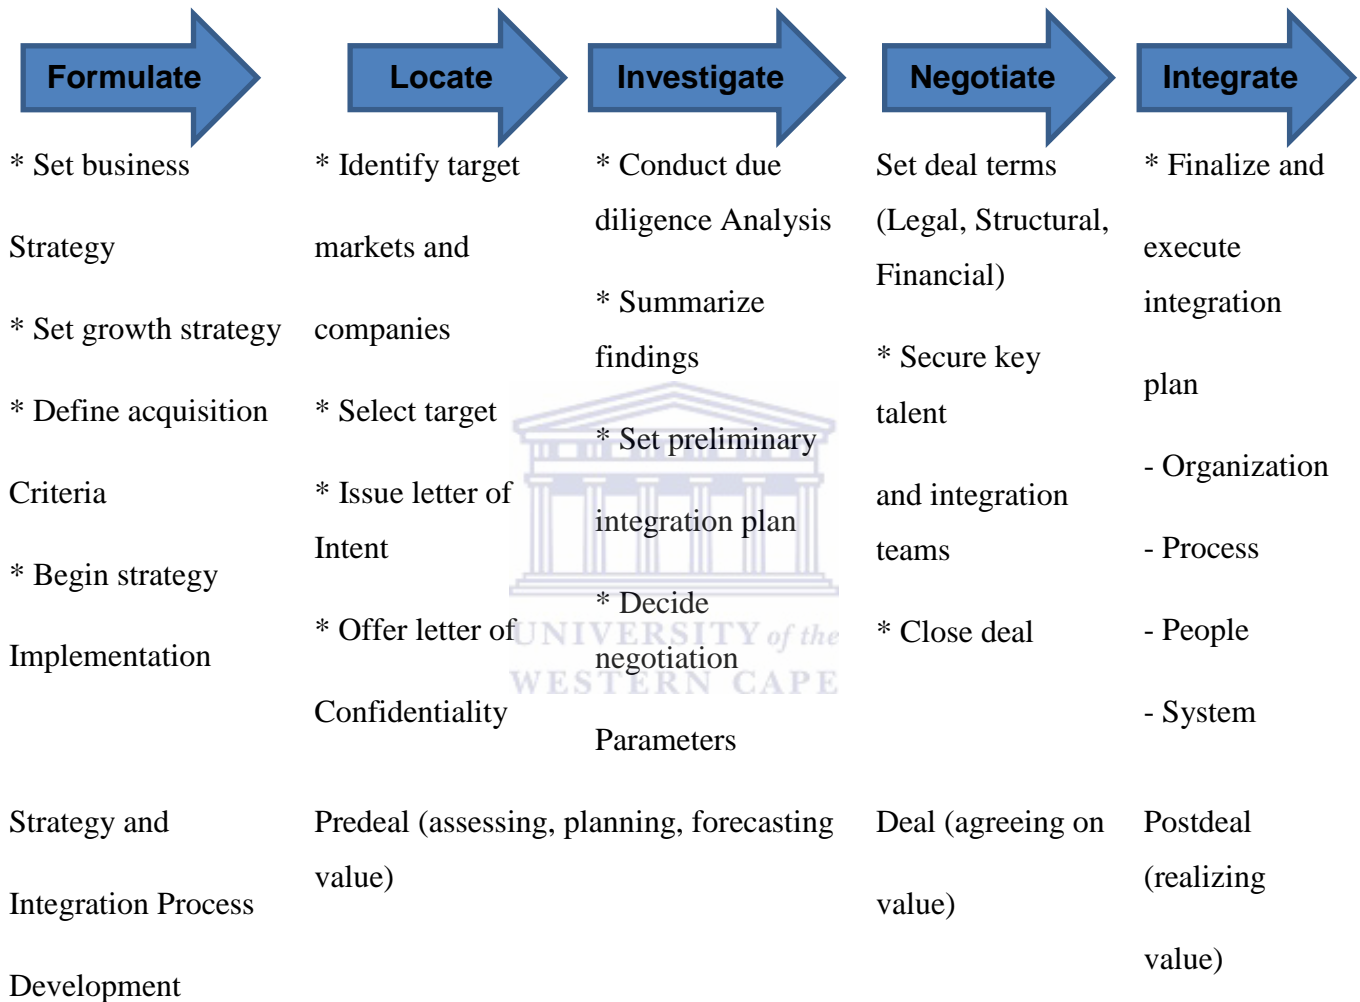 Formulate
Locate
Investigate
Negotiate
Integrate
* Set business
Strategy
* Set growth strategy
* Define acquisition
Criteria
* Begin strategy
Implementation
* Identify target
markets and
companies
* Select target
* Issue letter of
Intent
* Offer letter of
Confidentiality
* Conduct due
diligence Analysis
* Summarize
findings
* Set preliminary
integration plan
* Decide
negotiation
Parameters
Set deal terms
(Legal, Structural,
Financial)
* Secure key
talent
and integration
teams
* Close deal
* Finalize and
execute
integration
plan
- Organization
- Process
- People
- System
Strategy and
Integration Process
Development
Predeal (assessing, planning, forecasting
value)
Deal (agreeing on
value)
Postdeal
(realizing
value)
UNIVERSITY of the
WESTERN CAPE